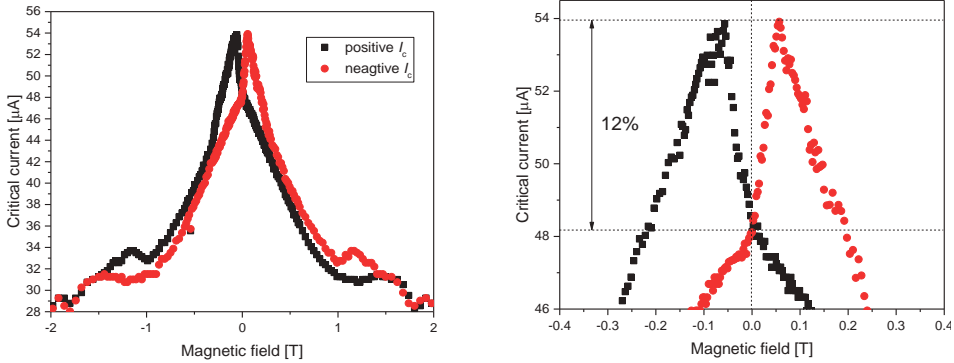 56
54
52
50
48
46
44
42
40
38
36
34
32
30
28
Critical current [µA]
positive Ic
neagtive Ic
-2 -1 0 1 2
Magnetic field [T]
54
52
50
48
46
Critical current [µA]
12%
-0.4 -0.3 -0.2 -0.1 0.0 0.1 0.2 0.3 0.4
Magnetic field [T]